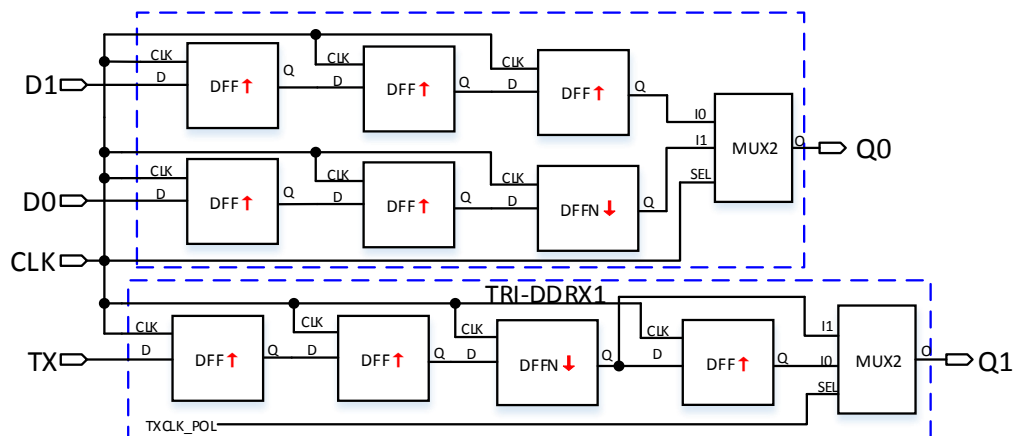 CLK CLK CLK
D1 D DFF Q D DFF Q D DFF Q I0
I1 MUX2 O Q0
CLK CLK CLK SEL
D0 D DFF Q D DFF Q D DFFN Q
CLK
TRI-DDRX1
CLK CLK CLK CLK I1
TX D DFF Q D DFF Q D DFFN Q D DFF Q I0 MUX2 O Q1
SEL
TXCLK_POL